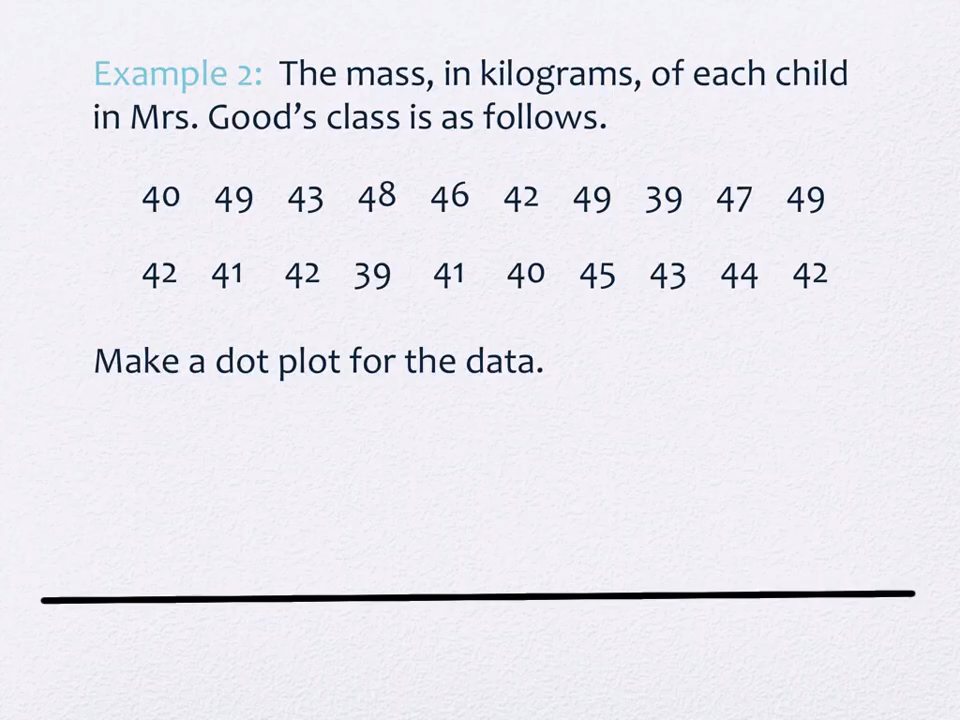 Example 2: The mass, in kilograms, of each child
in Mrs. Good’s class is as follows.
40 49 43 48 46 42 49 39 47 49
42 41 42 39 41 40 45 43 44 42
Make a dot plot for the data.